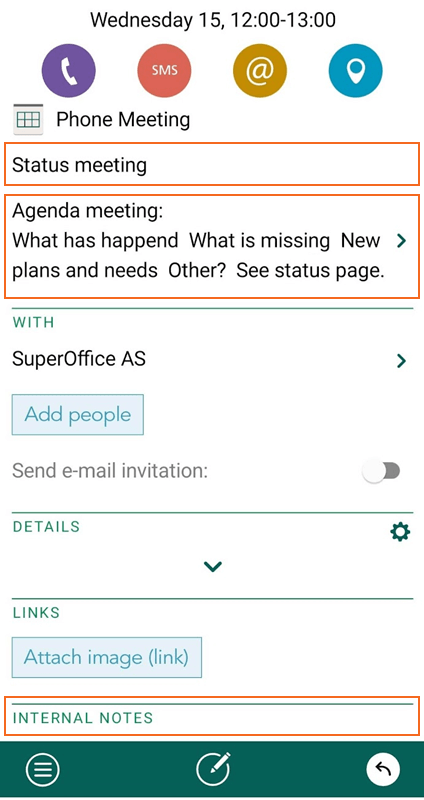 Wednesday 15, 12:00-13:00
SMS @
Phone Meeting
Status meeting
Agenda meeting:
What has happend What is missing New
plans and needs Other? See status page.
WITH
SuperOffice AS
Add people
Send e-mail invitation:
DETAILS
LINKS
Attach image (link)
INTERNAL NOTES